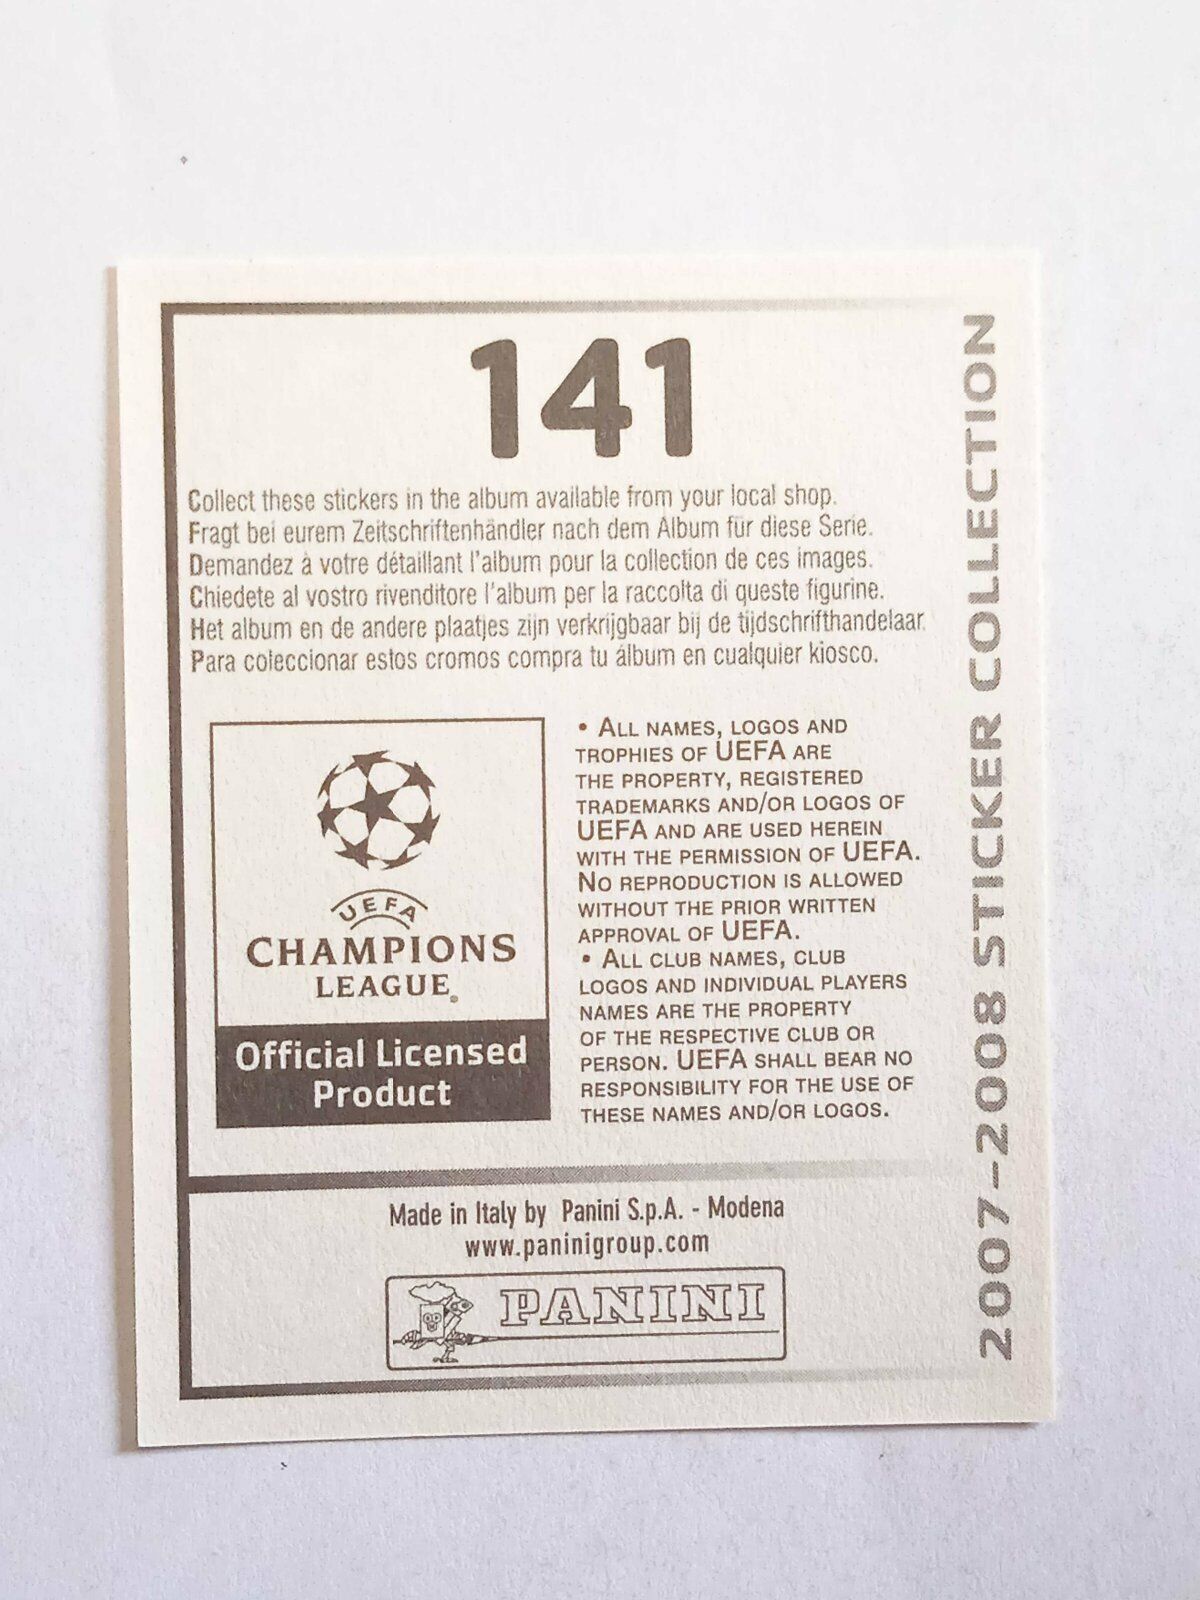 141
Collect these stickers in the album available from your local shop.
Fragt bei eurem Zeitschriftenhändler nach dem Album für diese Serie.
Demandez à votre détaillant l'album pour la collection de ces images.
Chiedete al vostro rivenditore l'album per la raccolta di queste figurine.
Het album en de andere plaatjes zijn verkrijgbaar bij de tijdschrifthandelaar.
Para coleccionar estos cromos compra tu álbum en cualquier kiosco.
UEFA
CHAMPIONS
LEAGUE
Official Licensed
Product
• ALL NAMES, LOGOS AND
TROPHIES OF UEFA ARE
THE PROPERTY, REGISTERED
TRADEMARKS AND/OR LOGOS OF
UEFA AND ARE USED HEREIN
WITH THE PERMISSION OF UEFA.
NO REPRODUCTION IS ALLOWED
WITHOUT THE PRIOR WRITTEN
APPROVAL OF UEFA.
• ALL CLUB NAMES, CLUB
LOGOS AND INDIVIDUAL PLAYERS
NAMES ARE THE PROPERTY
OF THE RESPECTIVE CLUB OR
PERSON. UEFA SHALL BEAR NO
RESPONSIBILITY FOR THE USE OF
THESE NAMES AND/OR LOGOS.
Made in Italy by Panini S.p.A. - Modena
www.paninigroup.com
PANINI
2007-2008 STICKER COLLECTION